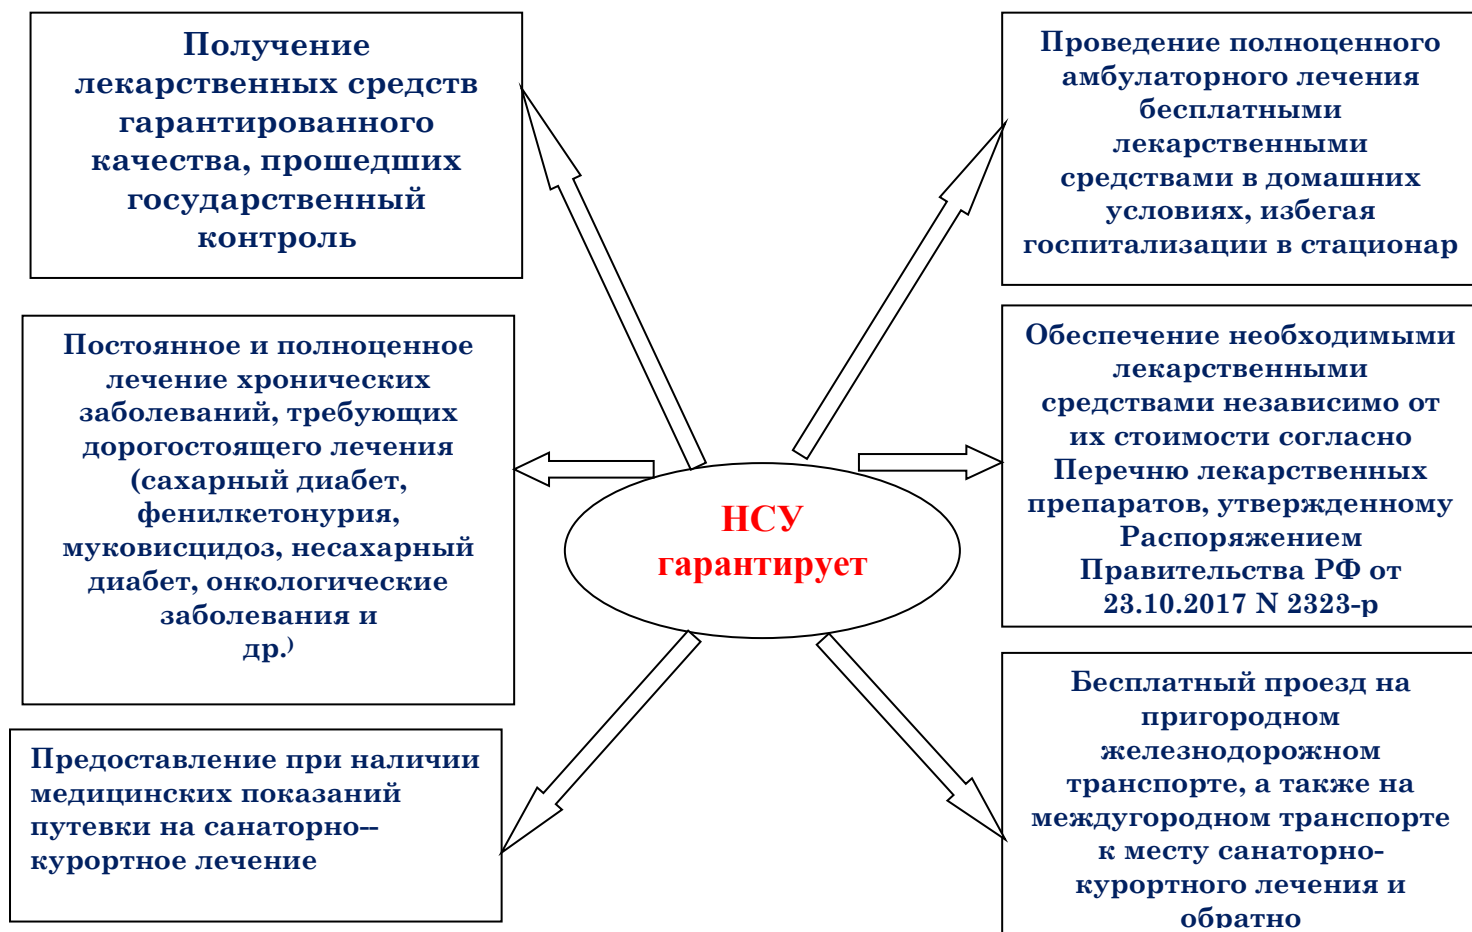 Получение
лекарственных средств
гарантированного
качества, прошедших
государственный
контроль
Проведение полноценного
амбулаторного лечения
бесплатными
лекарственными
средствами в домашних
условиях, избегая
госпитализации в стационар
Постоянное и полноценное
лечение хронических
заболеваний, требующих
дорогостоящего лечения
(сахарный диабет,
фенилкетонурия,
муковисцидоз, несахарный
диабет, онкологические
заболевания и
др.)
НСУ
гарантирует
Обеспечение необходимыми
лекарственными
средствами независимо от
их стоимости согласно
Перечню лекарственных
препаратов, утвержденному
Распоряжением
Правительства РФ от
23.10.2017 N 2323-р
Предоставление при наличии
медицинских показаний
путевки на санаторно--
курортное лечение
Бесплатный проезд на
пригородном
железнодорожном
транспорте, а также на
междугородном транспорте
к месту санаторно-
курортного лечения и
обратно